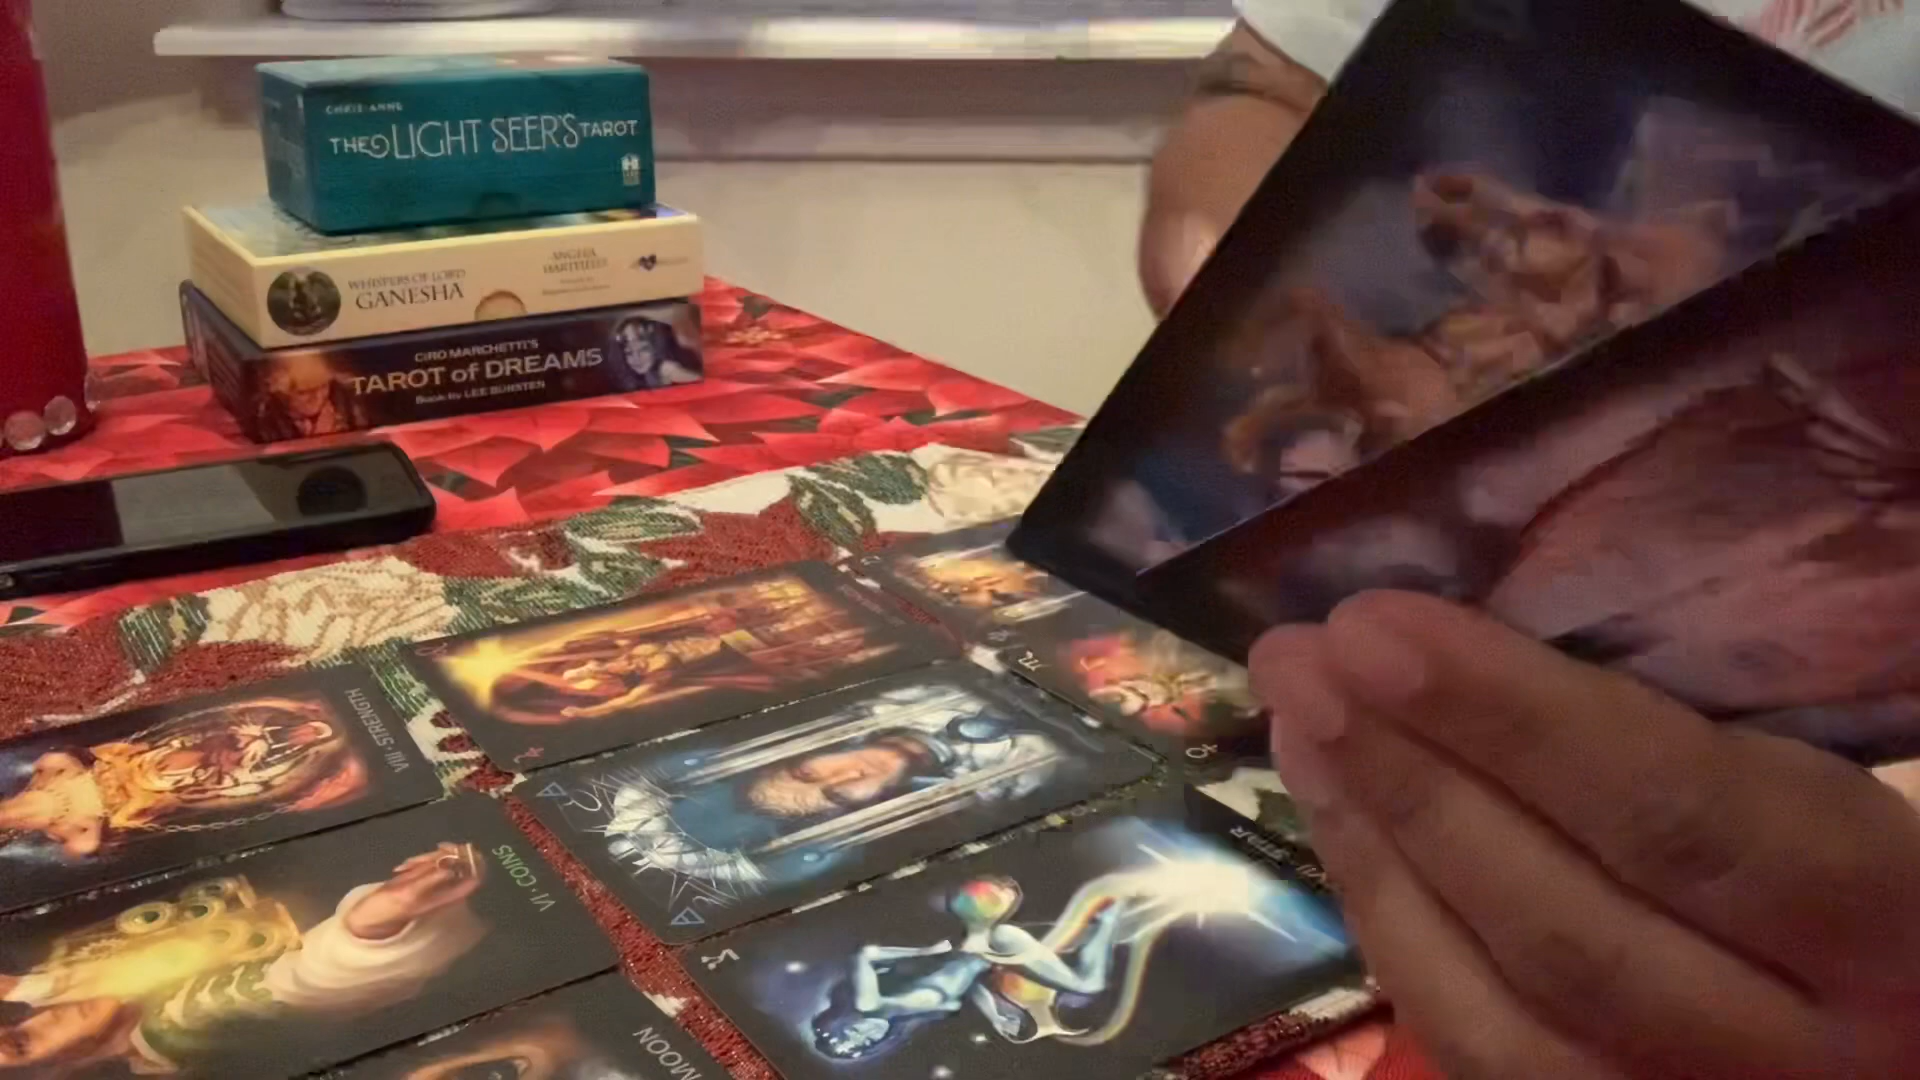 CHRIS-ANNE
THE LIGHT SEER'S TAROT
WHISPERS OF LORD
GANESHA
ANGELA
HARTFIELD
CIRO MARCHETTI'S
TAROT of DREAMS
Book by LEE BURSTEN
VIII · STRENGTH
VI · COINS
MOON
STAR